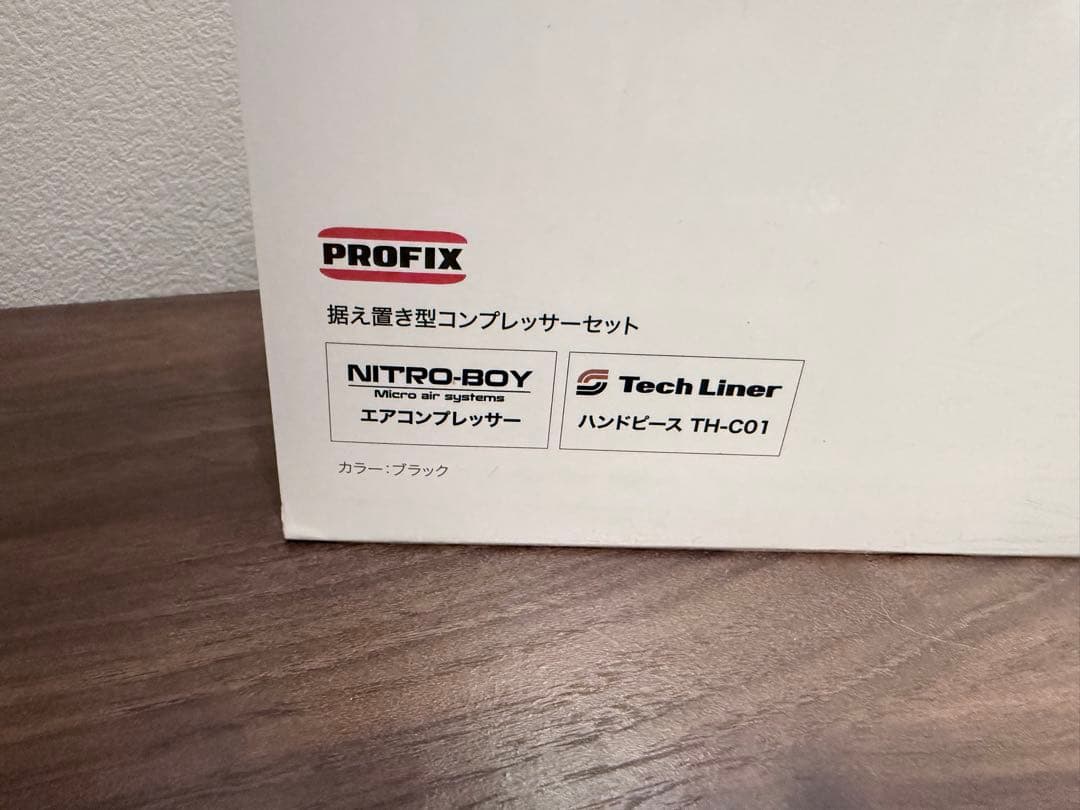 PROFIX
据え置き型コンプレッサーセット
NITRO-BOY
Micro air systems
エアコンプレッサー
Tech Liner
ハンドピース TH-C01
カラー：ブラック